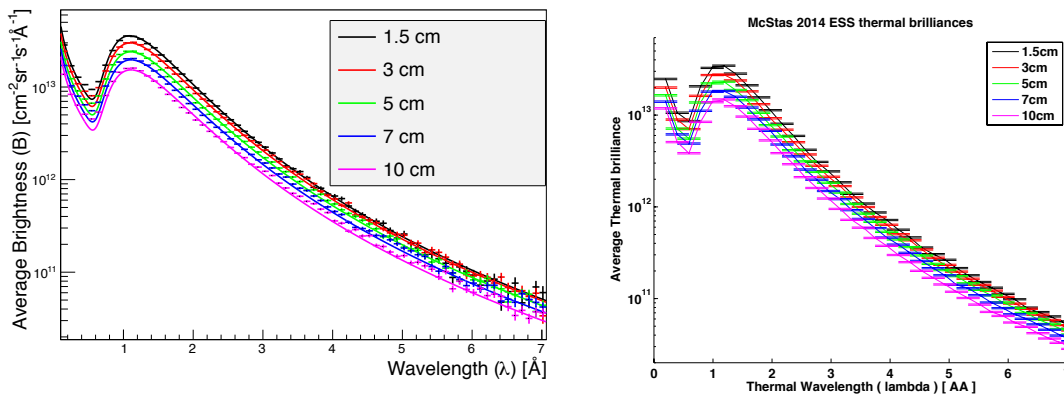 Average Brightness (B) [cm⁻²sr⁻¹s⁻¹Å⁻¹]
10¹³
10¹²
10¹¹
1.5 cm
3 cm
5 cm
7 cm
10 cm
1 2 3 4 5 6 7
Wavelength (λ) [Å]
McStas 2014 ESS thermal brilliances
Average Thermal brilliance
10¹³
10¹²
10¹¹
1.5cm
3cm
5cm
7cm
10cm
0 1 2 3 4 5 6
Thermal Wavelength ( lambda ) [ AA ]